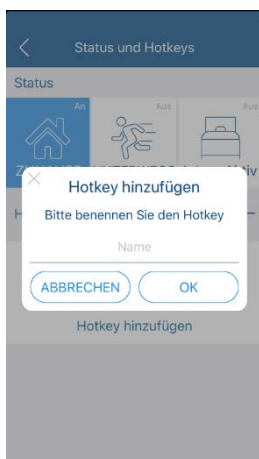 Status und Hotkeys
Status
An
Aus
Aus
Hotkey hinzufügen
Bitte benennen Sie den Hotkey
Name
ABBRECHEN
OK
Hotkey hinzufügen